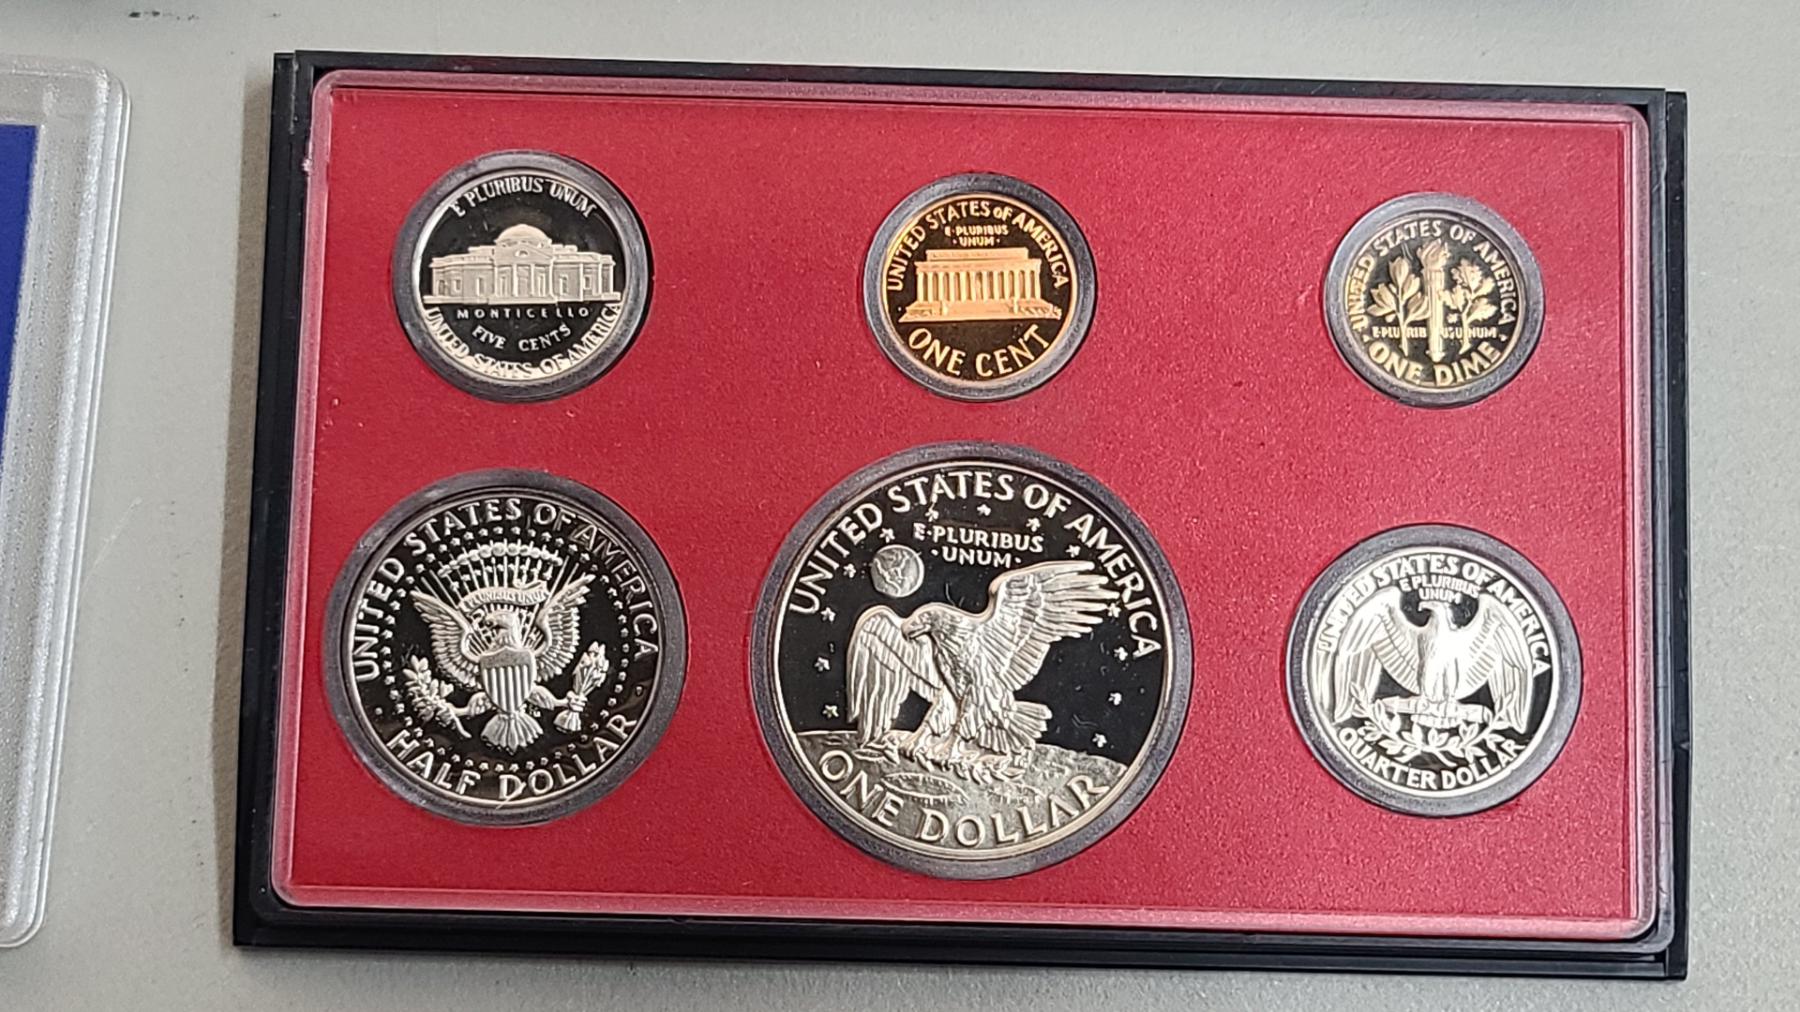 E PLURIBUS UNUM
MONTICELLO
FIVE CENTS
UNITED STATES OF AMERICA
UNITED STATES OF AMERICA
E·PLURIBUS
·UNUM·
ONE CENT
UNITED STATES OF AMERICA
E·PLURIBUS UNUM
·ONE DIME·
UNITED STATES OF AMERICA
E PLURIBUS UNUM
·HALF DOLLAR·
UNITED STATES OF AMERICA
E·PLURIBUS
·UNUM·
ONE DOLLAR
UNITED STATES OF AMERICA
E PLURIBUS
UNUM
QUARTER DOLLAR